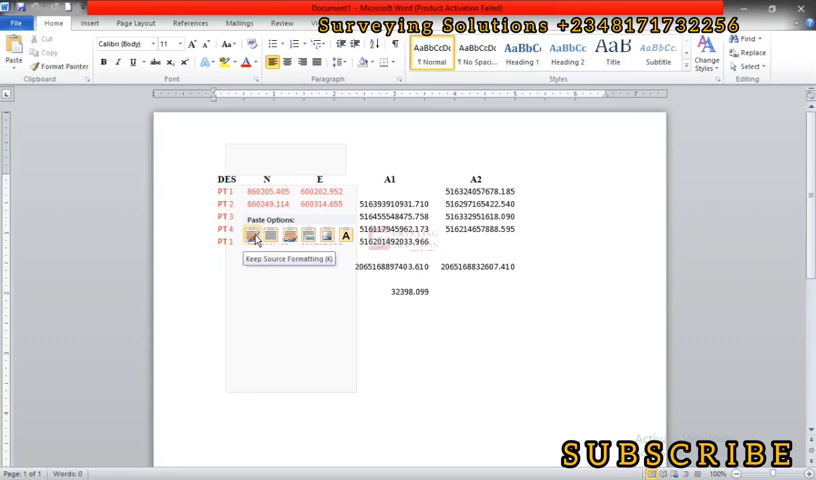 Document1 - Microsoft Word (Product Activation Failed)
Surveying Solutions +2348171732256
File Home Insert Page Layout References Mailings Review View
Paste Cut Copy Format Painter
Clipboard
Calibri (Body) 11
B I U
Font
Paragraph
AaBbCcDc AaBbCcDc AaBbC AaBbCc AaB AaBbCc.
¶ Normal ¶ No Spaci... Heading 1 Heading 2 Title Subtitle
Change Styles
Styles
Find
Replace
Select
Editing
DES N E A1 A2
PT 1 860205.405 600202.952 516324057678.185
PT 2 860249.114 600314.655 516393910931.710 516297165422.540
PT 3 516455548475.758 516332951618.090
PT 4 516117945962.173 516214657888.595
PT 1 516201492033.966
Paste Options:
Keep Source Formatting (K)
2065168897403.610 2065168832607.410
32398.099
SUBSCRIBE
Page: 1 of 1 Words: 0
100%